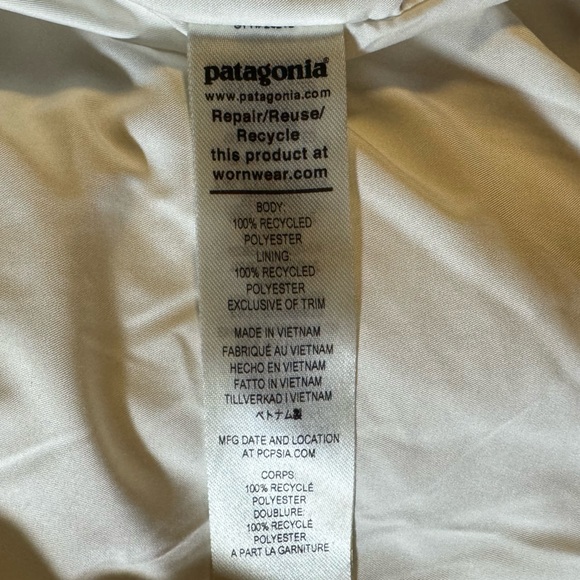 patagonia®
www.patagonia.com
Repair/Reuse/
Recycle
this product at
wornwear.com
BODY:
100% RECYCLED
POLYESTER
LINING:
100% RECYCLED
POLYESTER
EXCLUSIVE OF TRIM
MADE IN VIETNAM
FABRIQUÉ AU VIETNAM
HECHO EN VIETNAM
FATTO IN VIETNAM
TILLVERKAD I VIETNAM
ベトナム製
MFG DATE AND LOCATION
AT PCPSIA.COM
CORPS:
100% RECYCLÉ
POLYESTER
DOUBLURE:
100% RECYCLÉ
POLYESTER
A PART LA GARNITURE